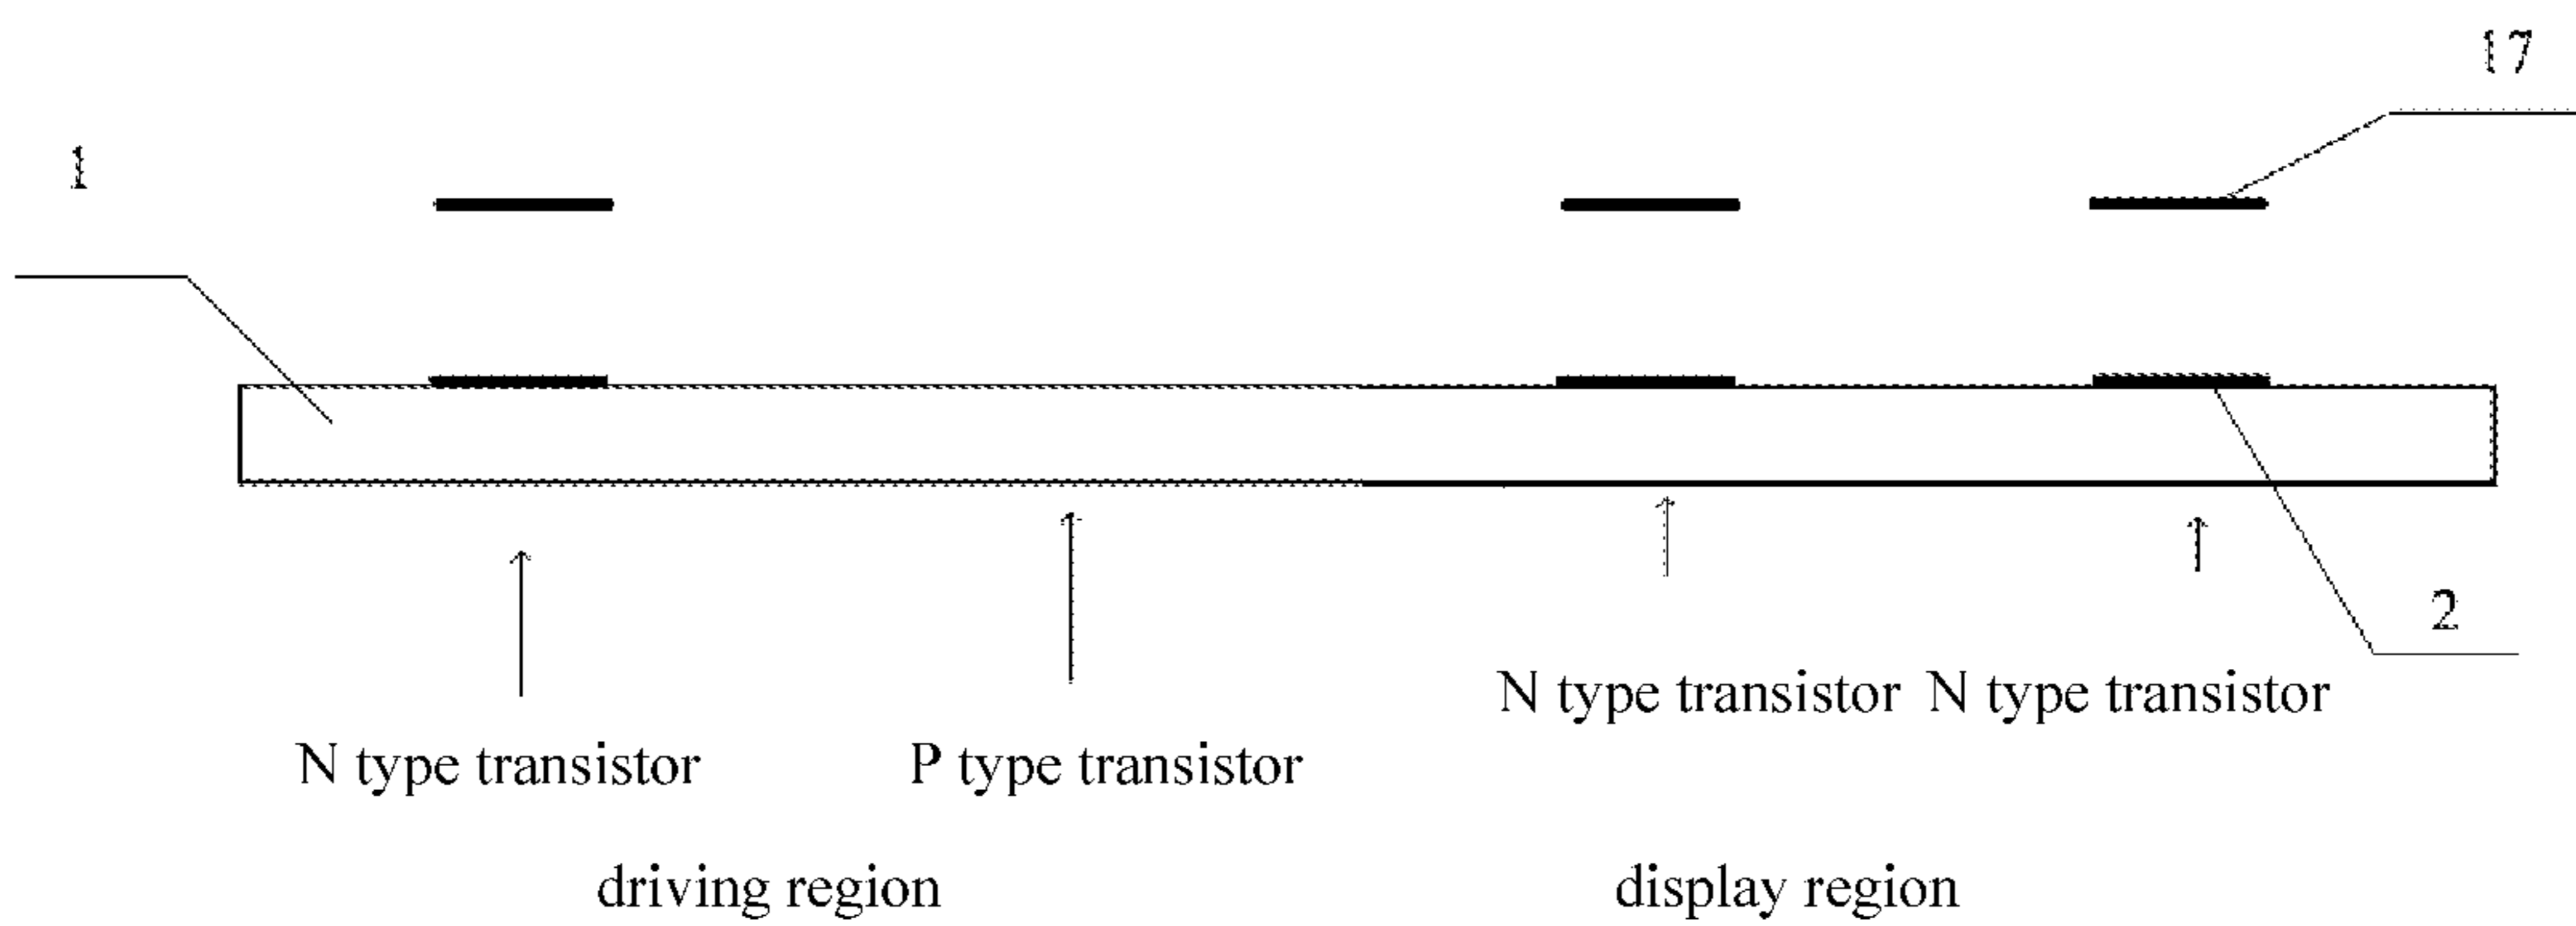 17
1
2
N type transistor N type transistor
N type transistor P type transistor
driving region display region